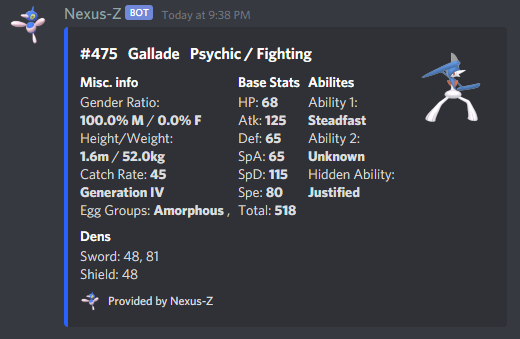 Nexus-Z BOT Today at 9:38 PM
#475 Gallade Psychic / Fighting
Misc. info
Gender Ratio:
100.0% M / 0.0% F
Height/Weight:
1.6m / 52.0kg
Catch Rate: 45
Generation IV
Egg Groups: Amorphous ,
Base Stats
HP: 68
Atk: 125
Def: 65
SpA: 65
SpD: 115
Spe: 80
Total: 518
Abilites
Ability 1:
Steadfast
Ability 2:
Unknown
Hidden Ability:
Justified
Dens
Sword: 48, 81
Shield: 48
Provided by Nexus-Z